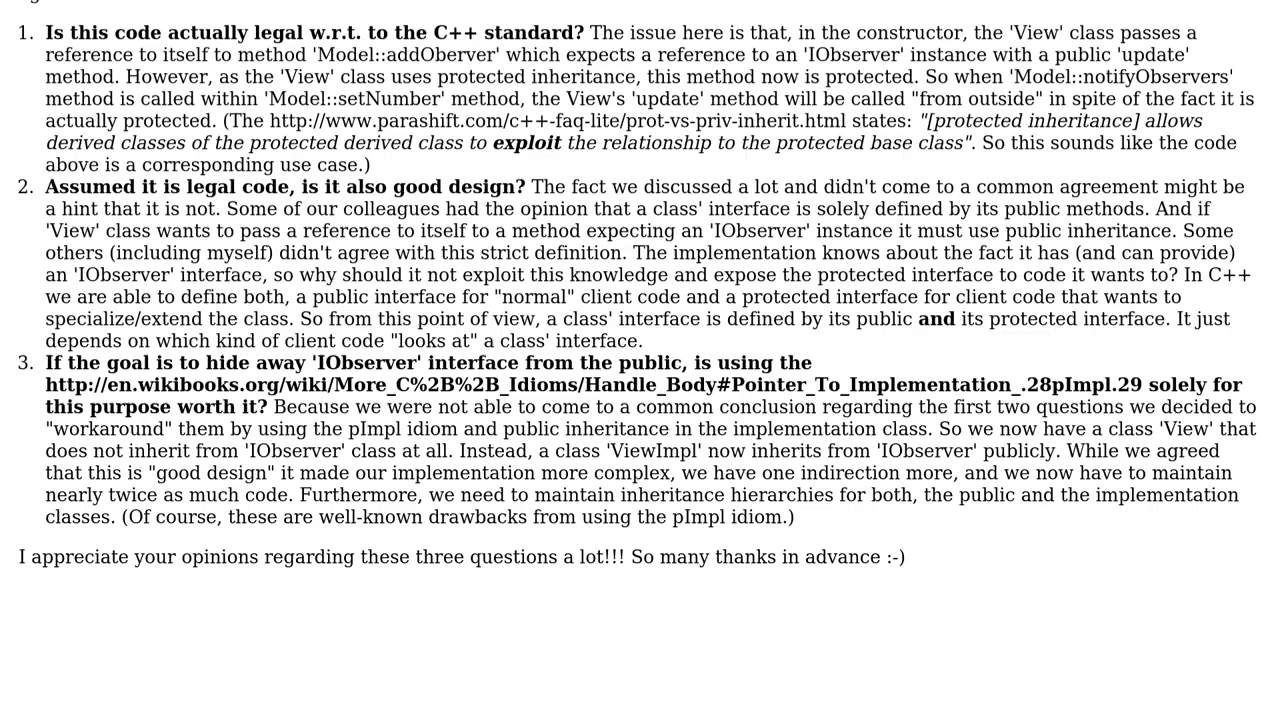 1. Is this code actually legal w.r.t. to the C++ standard? The issue here is that, in the constructor, the 'View' class passes a
reference to itself to method 'Model::addOberver' which expects a reference to an 'IObserver' instance with a public 'update'
method. However, as the 'View' class uses protected inheritance, this method now is protected. So when 'Model::notifyObservers'
method is called within 'Model::setNumber' method, the View's 'update' method will be called "from outside" in spite of the fact it is
actually protected. (The http://www.parashift.com/c++-faq-lite/prot-vs-priv-inherit.html states: "[protected inheritance] allows
derived classes of the protected derived class to exploit the relationship to the protected base class". So this sounds like the code
above is a corresponding use case.)
2. Assumed it is legal code, is it also good design? The fact we discussed a lot and didn't come to a common agreement might be
a hint that it is not. Some of our colleagues had the opinion that a class' interface is solely defined by its public methods. And if
'View' class wants to pass a reference to itself to a method expecting an 'IObserver' instance it must use public inheritance. Some
others (including myself) didn't agree with this strict definition. The implementation knows about the fact it has (and can provide)
an 'IObserver' interface, so why should it not exploit this knowledge and expose the protected interface to code it wants to? In C++
we are able to define both, a public interface for "normal" client code and a protected interface for client code that wants to
specialize/extend the class. So from this point of view, a class' interface is defined by its public and its protected interface. It just
depends on which kind of client code "looks at" a class' interface.
3. If the goal is to hide away 'IObserver' interface from the public, is using the
http://en.wikibooks.org/wiki/More_C%2B%2B_Idioms/Handle_Body#Pointer_To_Implementation_.28pImpl.29 solely for
this purpose worth it? Because we were not able to come to a common conclusion regarding the first two questions we decided to
"workaround" them by using the pImpl idiom and public inheritance in the implementation class. So we now have a class 'View' that
does not inherit from 'IObserver' class at all. Instead, a class 'ViewImpl' now inherits from 'IObserver' publicly. While we agreed
that this is "good design" it made our implementation more complex, we have one indirection more, and we now have to maintain
nearly twice as much code. Furthermore, we need to maintain inheritance hierarchies for both, the public and the implementation
classes. (Of course, these are well-known drawbacks from using the pImpl idiom.)
I appreciate your opinions regarding these three questions a lot!!! So many thanks in advance :-)